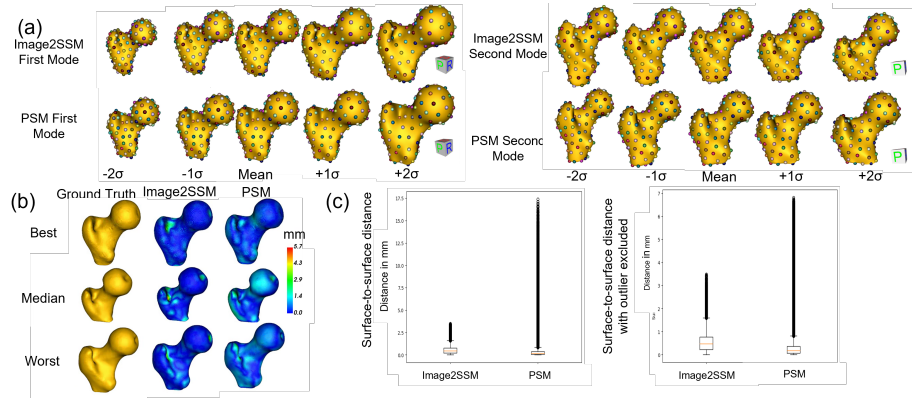 (a)
Image2SSM
First Mode
PSM First
Mode
-2σ
-1σ
Mean
+1σ
+2σ
P
R
P
R
Image2SSM
Second Mode
PSM Second
Mode
-2σ
-1σ
Mean
+1σ
+2σ
P
P
(b)
Ground Truth
Image2SSM
PSM
Best
Median
Worst
mm
5.7
4.3
2.9
1.4
0.0
(c)
Surface-to-surface distance
Distance in mm
17.5
15.0
12.5
10.0
7.5
5.0
2.5
0.0
Image2SSM
PSM
Surface-to-surface distance
with outlier excluded
Distance in mm
7
6
5
4
3
2
1
0
Image2SSM
PSM